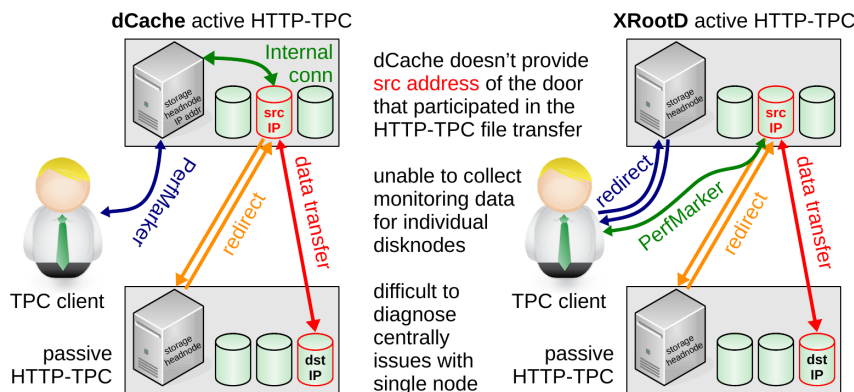 dCache active HTTP-TPC
Internal
conn
storage
headnode
IP addr
src
IP
PerfMarker
redirect
data transfer
TPC client
storage
headnode
passive
HTTP-TPC
dst
IP
dCache doesn't provide
src address of the door
that participated in the
HTTP-TPC file transfer
unable to collect
monitoring data
for individual
disknodes
difficult to
diagnose
centrally
issues with
single node
XRootD active HTTP-TPC
storage
headnode
src
IP
redirect
PerfMarker
redirect
data transfer
TPC client
storage
headnode
passive
HTTP-TPC
dst
IP